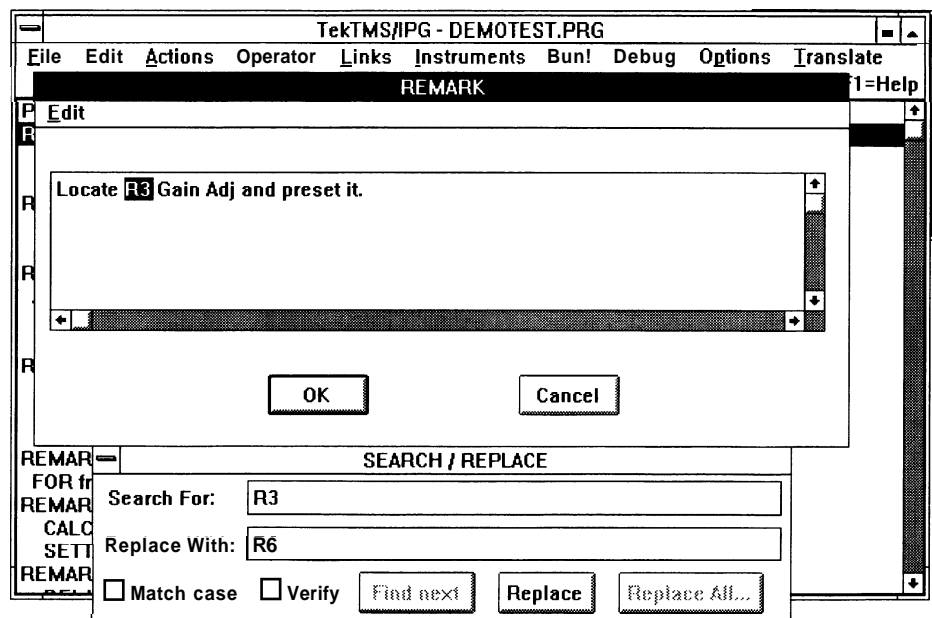 TekTMS/IPG - DEMOTEST.PRG
File Edit Actions Operator Links Instruments Bun! Debug Options Translate
1=Help
REMARK
P
Edit
R
Locate R3 Gain Adj and preset it.
R
R
R
OK Cancel
REMAR
SEARCH / REPLACE
FOR fr
Search For: R3
REMAR
CALC
Replace With: R6
SETT
REMAR
Match case Verify Find next Replace Replace All...